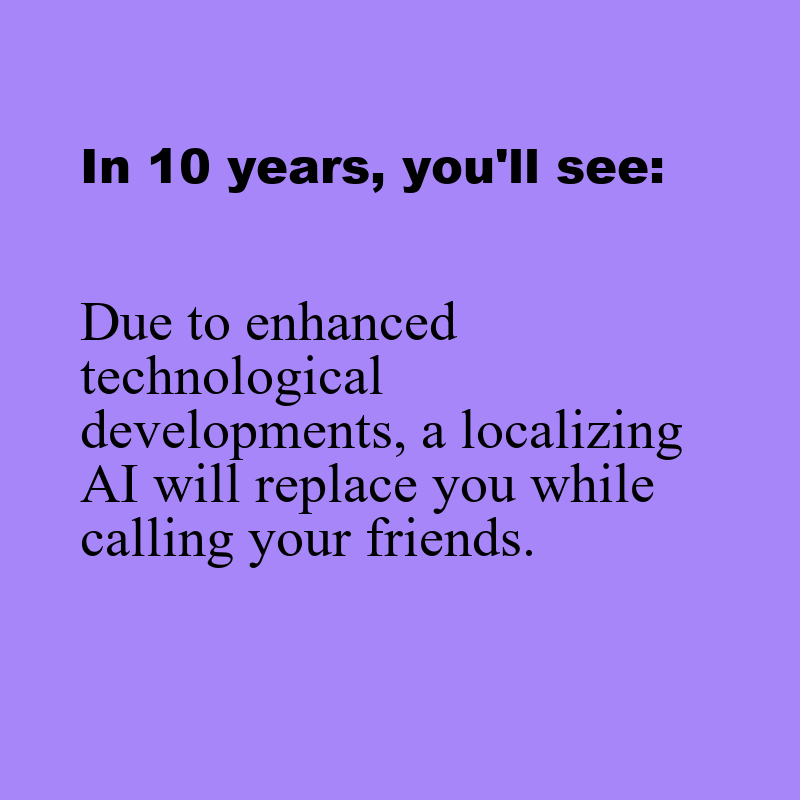 In 10 years, you'll see:
Due to enhanced
technological
developments, a localizing
AI will replace you while
calling your friends.